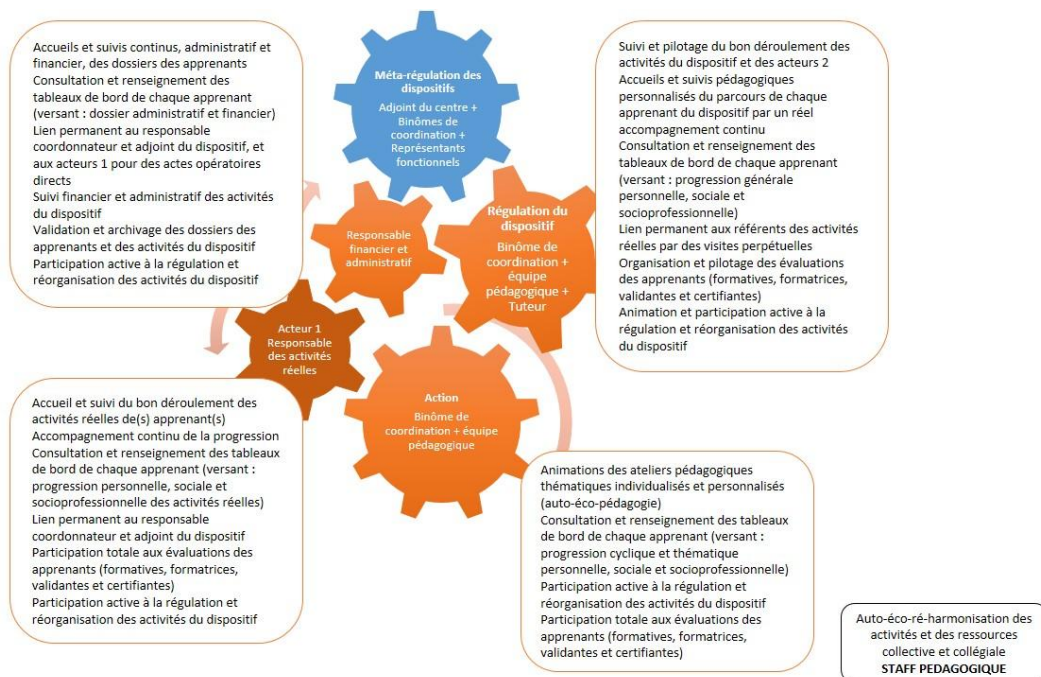 Accueils et suivis continus, administratif et
financier, des dossiers des apprenants
Consultation et renseignement des
tableaux de bord de chaque apprenant
(versant : dossier administratif et financier)
Lien permanent au responsable
coordonnateur et adjoint du dispositif, et
aux acteurs 1 pour des actes opératoires
directs
Suivi financier et administratif des activités
du dispositif
Validation et archivage des dossiers des
apprenants et des activités du dispositif
Participation active à la régulation et
réorganisation des activités du dispositif
Méta-régulation des
dispositifs
Adjoint du centre +
Binômes de coordination +
Représentants
fonctionnels
Suivi et pilotage du bon déroulement des
activités du dispositif et des acteurs 2
Accueils et suivis pédagogiques
personnalisés du parcours de chaque
apprenant du dispositif par un réel
accompagnement continu
Consultation et renseignement des
tableaux de bord de chaque apprenant
(versant : progression générale
personnelle, sociale et
socioprofessionnelle)
Lien permanent aux référents des activités
réelles par des visites perpétuelles
Organisation et pilotage des évaluations
des apprenants (formatives, formatrices,
validantes et certifiantes)
Animation et participation active à la
régulation et réorganisation des activités
du dispositif
Responsable
financier et
administratif
Régulation du
dispositif
Binôme de
coordination +
équipe
pédagogique +
Tuteur
Acteur 1
Responsable
des activités
réelles
Action
Binôme de
coordination + équipe
pédagogique
Accueil et suivi du bon déroulement des
activités réelles de(s) apprenant(s)
Accompagnement continu de la progression
Consultation et renseignement des tableaux
de bord de chaque apprenant (versant :
progression personnelle, sociale et
socioprofessionnelle des activités réelles)
Lien permanent au responsable
coordonnateur et adjoint du dispositif
Participation totale aux évaluations des
apprenants (formatives, formatrices,
validantes et certifiantes)
Participation active à la régulation et
réorganisation des activités du dispositif
Animations des ateliers pédagogiques
thématiques individualisés et personnalisés
(auto-éco-pédagogie)
Consultation et renseignement des tableaux
de bord de chaque apprenant (versant :
progression cyclique et thématique
personnelle, sociale et socioprofessionnelle)
Participation active à la régulation et
réorganisation des activités du dispositif
Participation totale aux évaluations des
apprenants (formatives, formatrices,
validantes et certifiantes)
Auto-éco-ré-harmonisation des
activités et des ressources
collective et collégiale
STAFF PEDAGOGIQUE